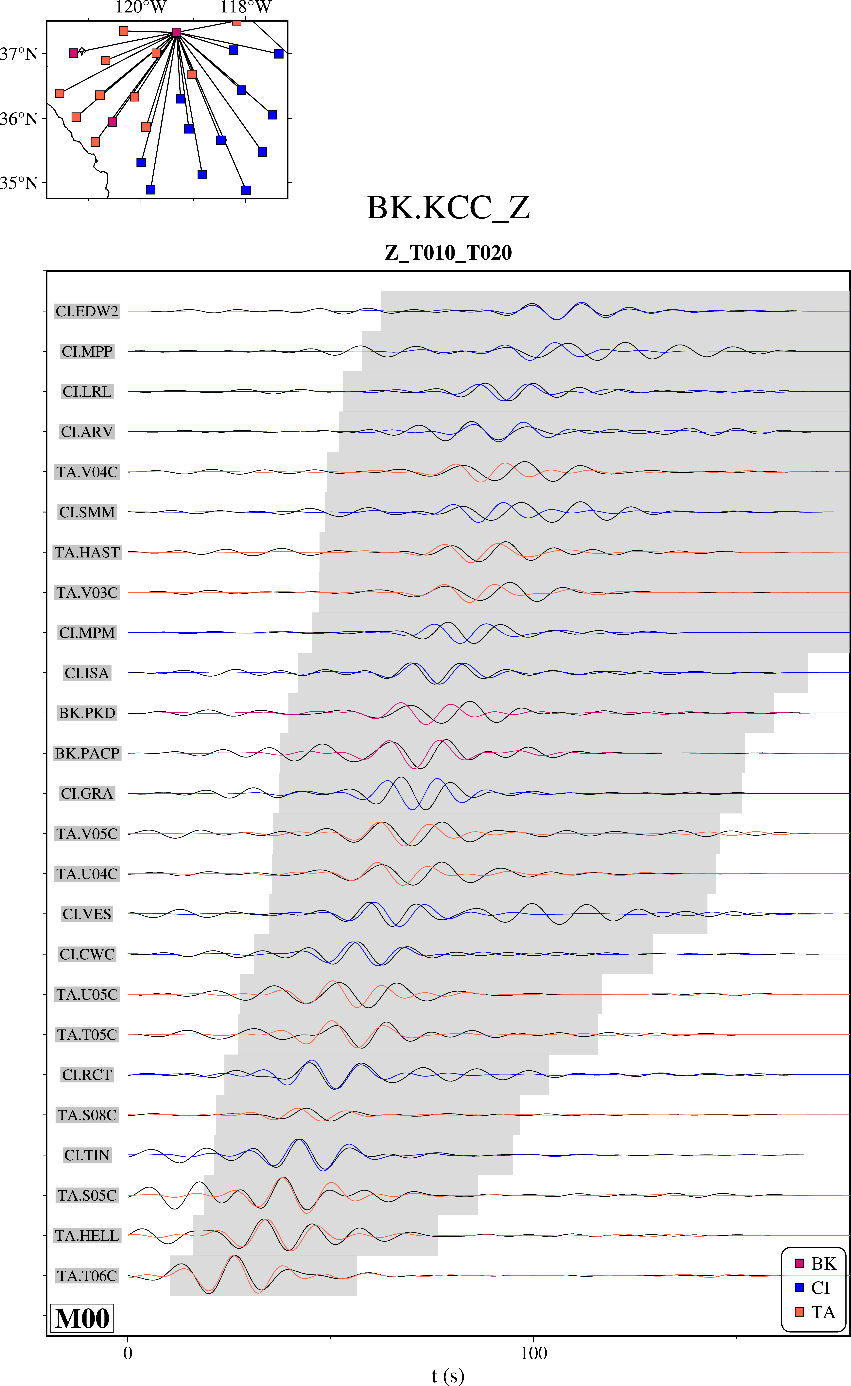 120°W 118°W
37°N
36°N
35°N
BK.KCC_Z
Z_T010_T020
CI.EDW2
CI.MPP
CI.LRL
CI.ARV
TA.V04C
CI.SMM
TA.HAST
TA.V03C
CI.MPM
CI.ISA
BK.PKD
BK.PACP
CI.GRA
TA.V05C
TA.U04C
CI.VES
CI.CWC
TA.U05C
TA.T05C
CI.RCT
TA.S08C
CI.TIN
TA.S05C
TA.HELL
TA.T06C
BK
CI
TA
M00
0 100
t (s)